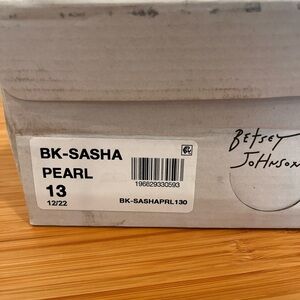 BK-SASHA
PEARL
13
12/22
196629330593
BK-SASHAPRL130
Betsey
Johnson